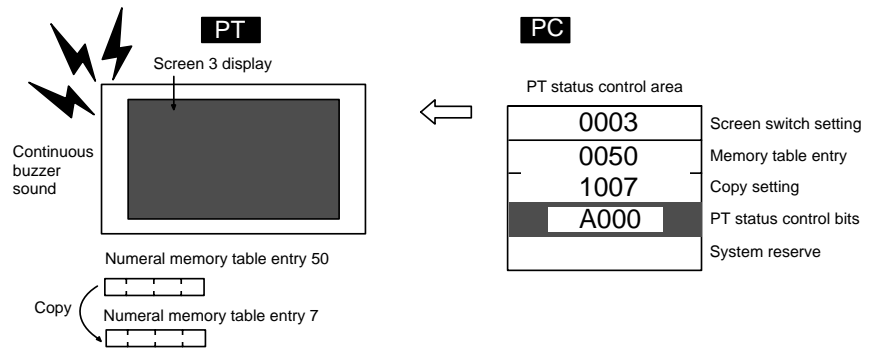 PT
Screen 3 display
Continuous
buzzer
sound
Numeral memory table entry 50
Copy
Numeral memory table entry 7
PC
PT status control area
0003 Screen switch setting
0050 Memory table entry
1007 Copy setting
A000 PT status control bits
System reserve